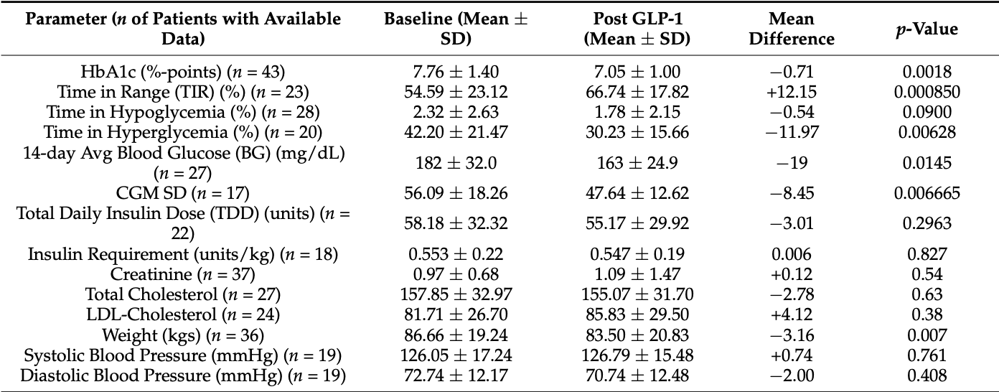 Parameter (n of Patients with Available Data) Baseline (Mean ± SD) Post GLP-1 (Mean ± SD) Mean Difference p-Value
HbA1c (%-points) (n = 43) 7.76 ± 1.40 7.05 ± 1.00 −0.71 0.0018
Time in Range (TIR) (%) (n = 23) 54.59 ± 23.12 66.74 ± 17.82 +12.15 0.000850
Time in Hypoglycemia (%) (n = 28) 2.32 ± 2.63 1.78 ± 2.15 −0.54 0.0900
Time in Hyperglycemia (%) (n = 20) 42.20 ± 21.47 30.23 ± 15.66 −11.97 0.00628
14-day Avg Blood Glucose (BG) (mg/dL) (n = 27) 182 ± 32.0 163 ± 24.9 −19 0.0145
CGM SD (n = 17) 56.09 ± 18.26 47.64 ± 12.62 −8.45 0.006665
Total Daily Insulin Dose (TDD) (units) (n = 22) 58.18 ± 32.32 55.17 ± 29.92 −3.01 0.2963
Insulin Requirement (units/kg) (n = 18) 0.553 ± 0.22 0.547 ± 0.19 0.006 0.827
Creatinine (n = 37) 0.97 ± 0.68 1.09 ± 1.47 +0.12 0.54
Total Cholesterol (n = 27) 157.85 ± 32.97 155.07 ± 31.70 −2.78 0.63
LDL-Cholesterol (n = 24) 81.71 ± 26.70 85.83 ± 29.50 +4.12 0.38
Weight (kgs) (n = 36) 86.66 ± 19.24 83.50 ± 20.83 −3.16 0.007
Systolic Blood Pressure (mmHg) (n = 19) 126.05 ± 17.24 126.79 ± 15.48 +0.74 0.761
Diastolic Blood Pressure (mmHg) (n = 19) 72.74 ± 12.17 70.74 ± 12.48 −2.00 0.408